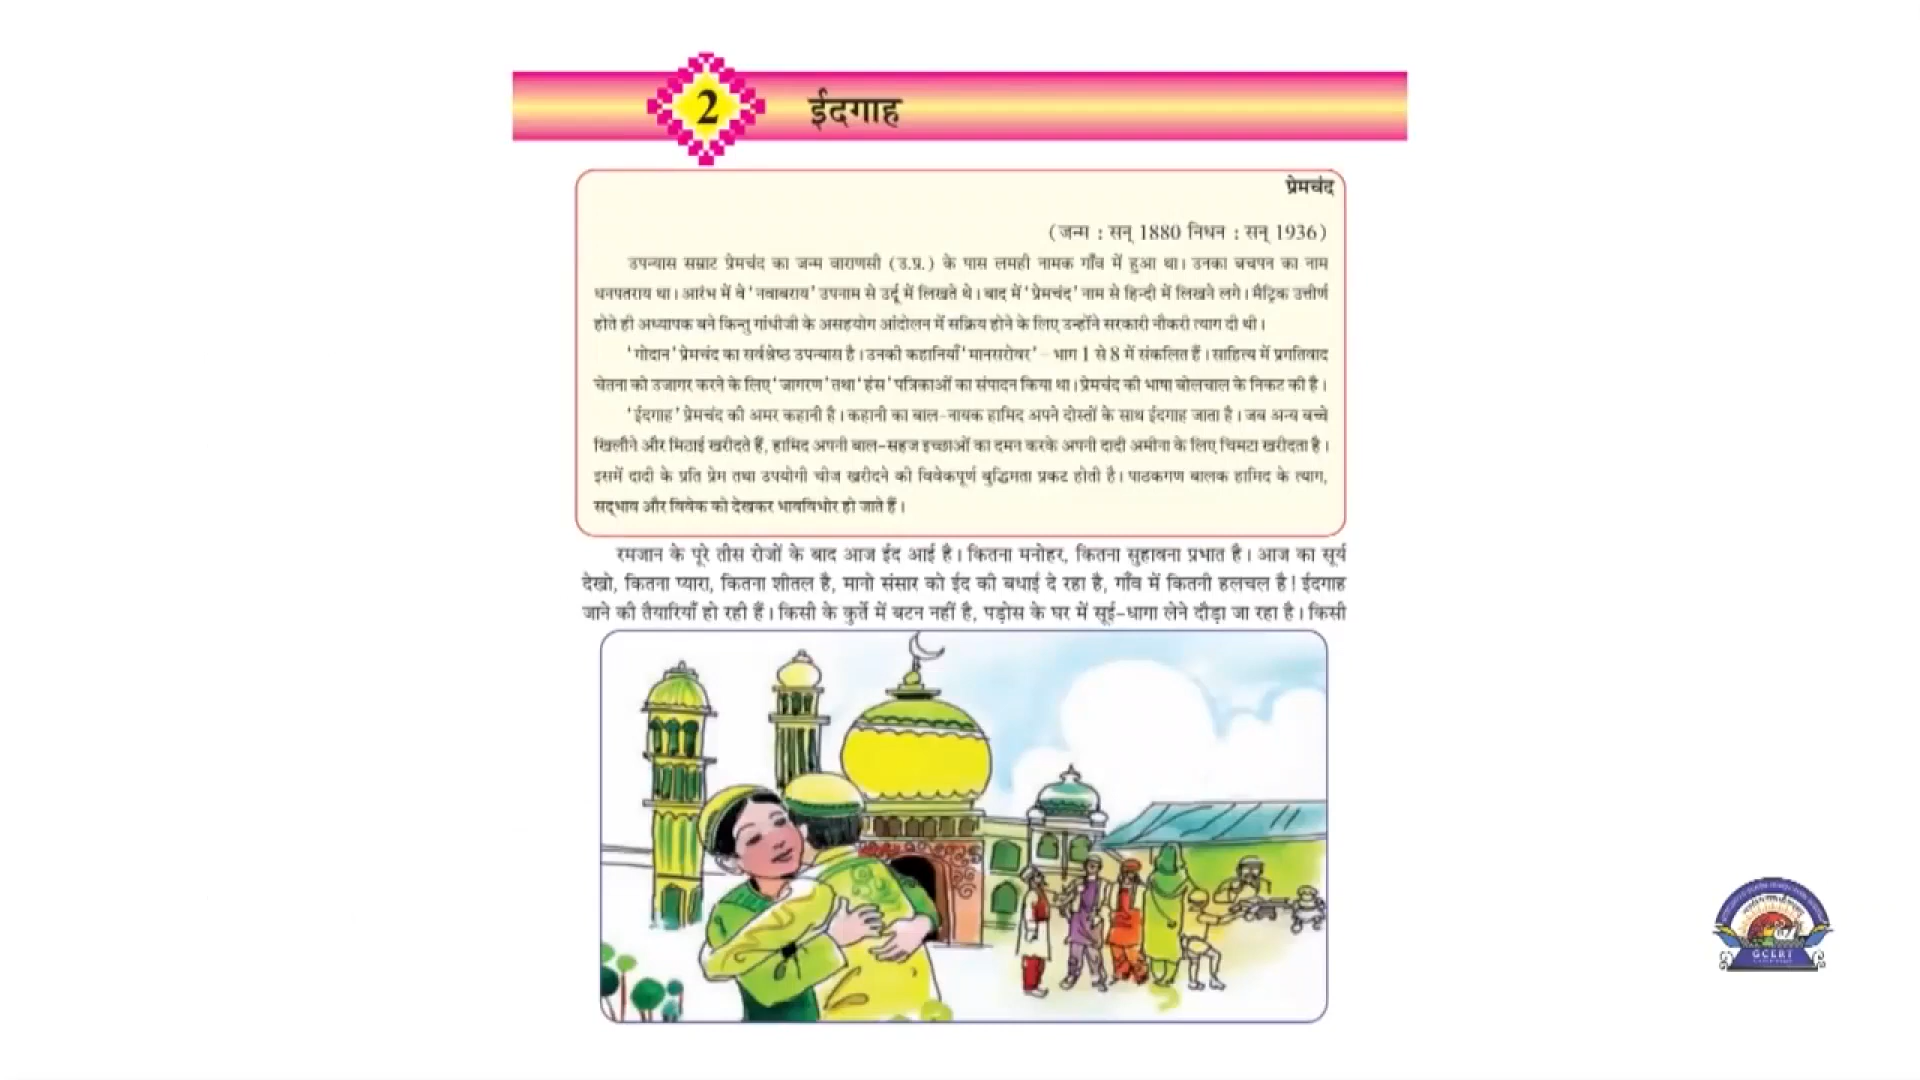 2
ईदगाह
प्रेमचंद
(जन्म : सन् 1880 निधन : सन् 1936)
उपन्यास सम्राट प्रेमचंद का जन्म वाराणसी (उ.प्र.) के पास लमही नामक गाँव में हुआ था। उनका बचपन का नाम
धनपतराय था। आरंभ में वे 'नवाबराय' उपनाम से उर्दू में लिखते थे। बाद में 'प्रेमचंद' नाम से हिन्दी में लिखने लगे। मैट्रिक उत्तीर्ण
होते ही अध्यापक बने किन्तु गांधीजी के असहयोग आंदोलन में सक्रिय होने के लिए उन्होंने सरकारी नौकरी त्याग दी थी।
'गोदान' प्रेमचंद का सर्वश्रेष्ठ उपन्यास है। उनकी कहानियाँ 'मानसरोवर' – भाग 1 से 8 में संकलित हैं। साहित्य में प्रगतिवाद
चेतना को उजागर करने के लिए 'जागरण' तथा 'हंस' पत्रिकाओं का संपादन किया था। प्रेमचंद की भाषा बोलचाल के निकट की है।
'ईदगाह' प्रेमचंद की अमर कहानी है। कहानी का बाल-नायक हामिद अपने दोस्तों के साथ ईदगाह जाता है। जब अन्य बच्चे
खिलौने और मिठाई खरीदते हैं, हामिद अपनी बाल-सहज इच्छाओं का दमन करके अपनी दादी अमीना के लिए चिमटा खरीदता है।
इसमें दादी के प्रति प्रेम तथा उपयोगी चीज खरीदने की विवेकपूर्ण बुद्धिमता प्रकट होती है। पाठकगण बालक हामिद के त्याग,
सद्भाव और विवेक को देखकर भावविभोर हो जाते हैं।
रमजान के पूरे तीस रोजों के बाद आज ईद आई है। कितना मनोहर, कितना सुहावना प्रभात है। आज का सूर्य
देखो, कितना प्यारा, कितना शीतल है, मानो संसार को ईद की बधाई दे रहा है, गाँव में कितनी हलचल है! ईदगाह
जाने की तैयारियाँ हो रही हैं। किसी के कुर्ते में बटन नहीं है, पड़ोस के घर में सूई-धागा लेने दौड़ा जा रहा है। किसी
GCERT